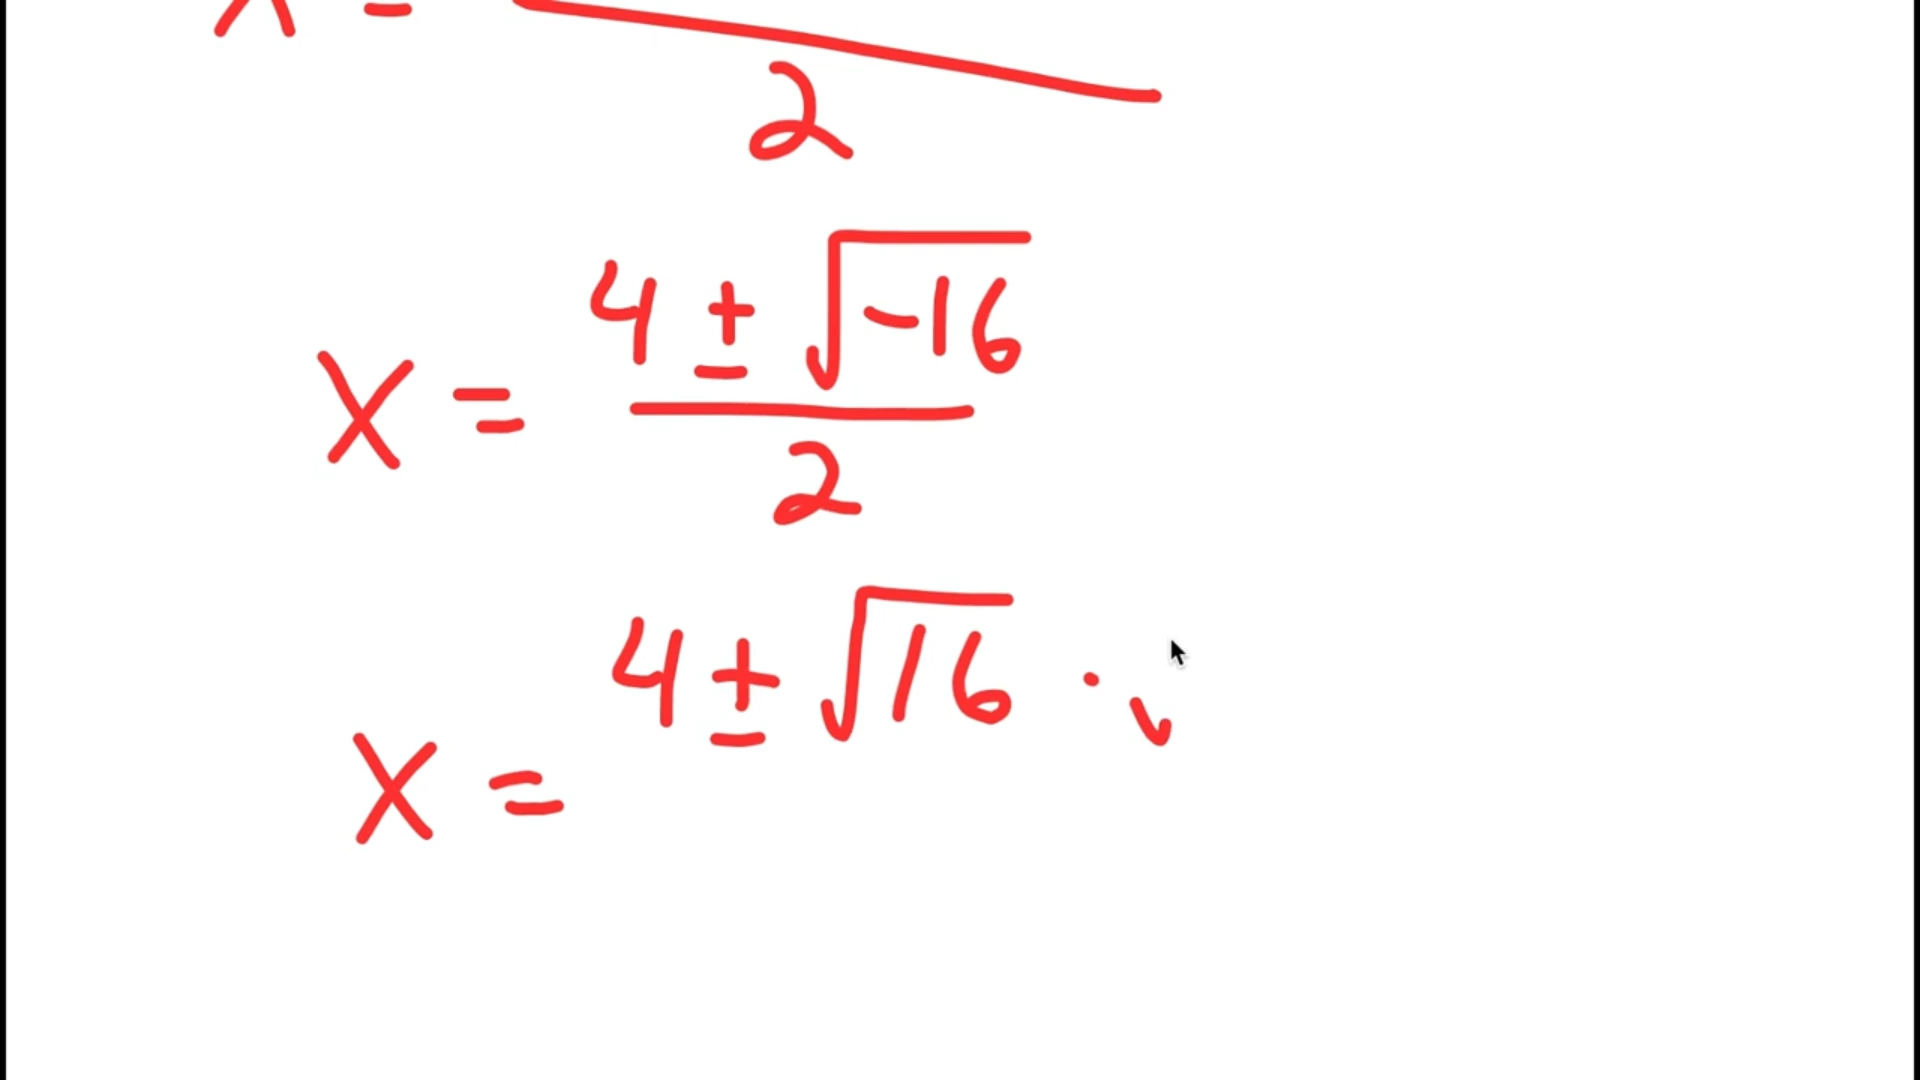 x =
2
4 ± √-16
x =
2
4 ± √16 · √
x =